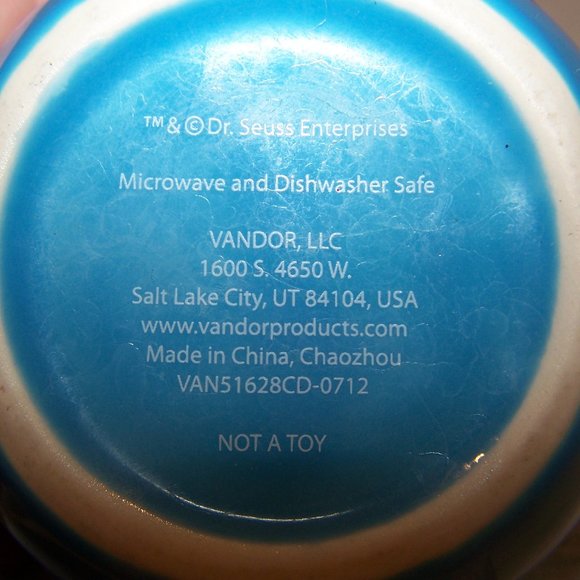 ™ & © Dr. Seuss Enterprises
Microwave and Dishwasher Safe
VANDOR, LLC
1600 S. 4650 W.
Salt Lake City, UT 84104, USA
www.vandorproducts.com
Made in China, Chaozhou
VAN51628CD-0712
NOT A TOY